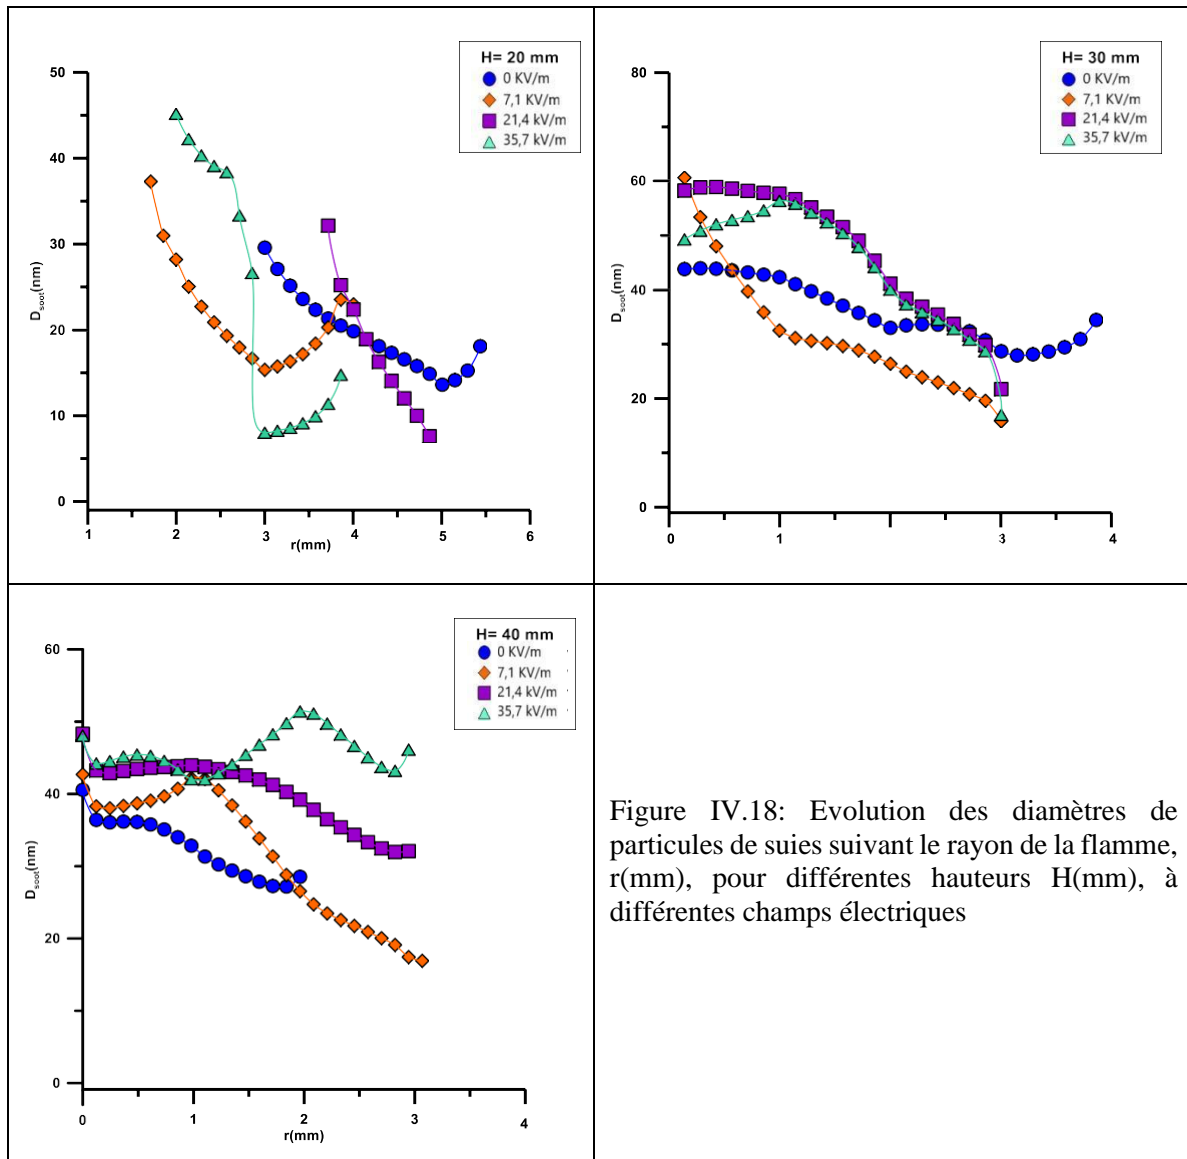 H= 20 mm
0 KV/m
7,1 KV/m
21,4 kV/m
35,7 kV/m
50
40
30
20
10
0
D_soot(nm)
1 2 3 4 5 6
r(mm)
H= 30 mm
0 KV/m
7,1 KV/m
21,4 kV/m
35,7 kV/m
80
60
40
20
0
D_soot(nm)
0 1 2 3 4
H= 40 mm
0 KV/m
7,1 KV/m
21,4 kV/m
35,7 kV/m
60
40
20
0
D_soot(nm)
0 1 2 3 4
r(mm)
Figure IV.18: Evolution des diamètres de
particules de suies suivant le rayon de la flamme,
r(mm), pour différentes hauteurs H(mm), à
différentes champs électriques